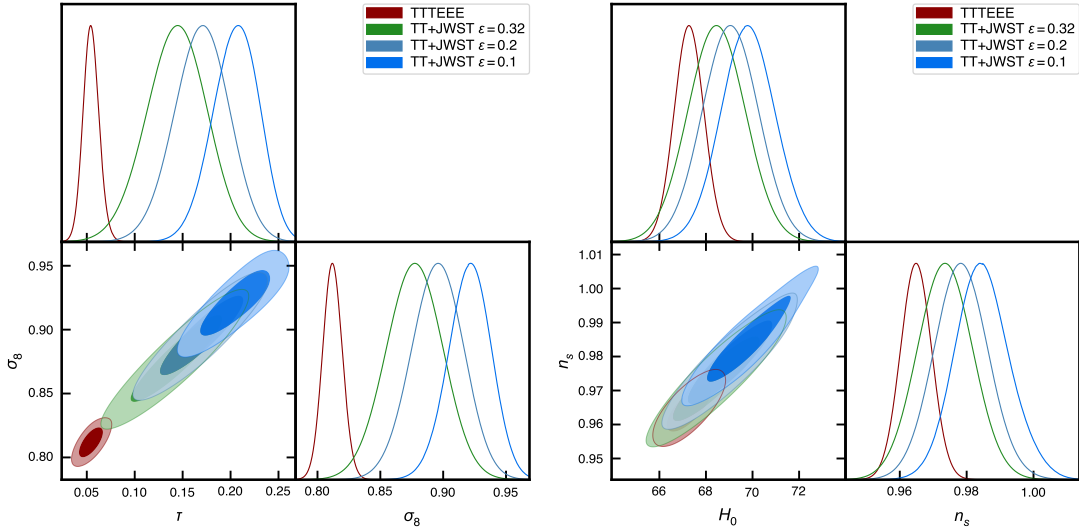 TTTEEE
TT+JWST ε = 0.32
TT+JWST ε = 0.2
TT+JWST ε = 0.1
0.95
0.90
0.85
0.80
σ₈
0.05 0.10 0.15 0.20 0.25
τ
0.80 0.85 0.90 0.95
σ₈
TTTEEE
TT+JWST ε = 0.32
TT+JWST ε = 0.2
TT+JWST ε = 0.1
1.01
1.00
0.99
0.98
0.97
0.96
0.95
nₛ
66 68 70 72
H₀
0.96 0.98 1.00
nₛ